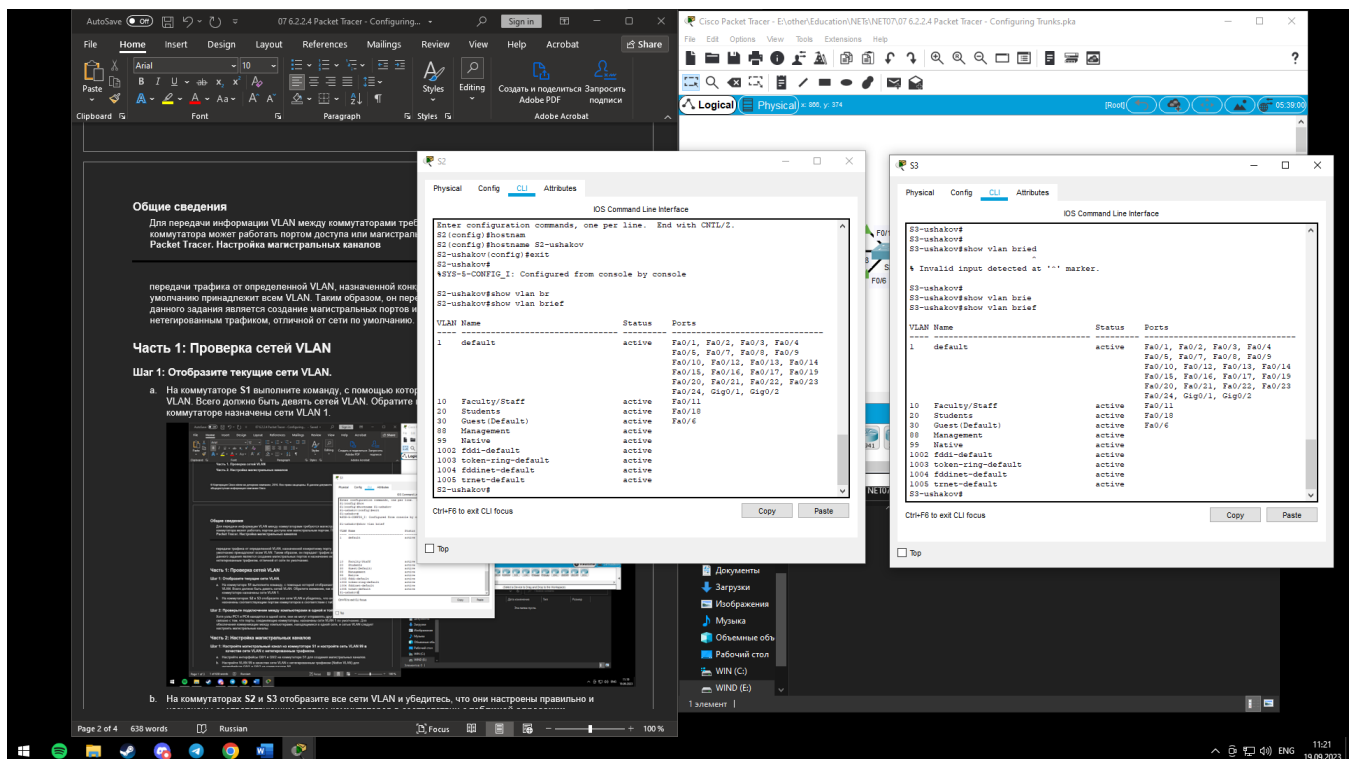 AutoSave Off 07 6.2.2.4 Packet Tracer - Configuring... Sign in
File Home Insert Design Layout References Mailings Review View Help Acrobat Share
Paste Arial 10 Styles Editing Создать и поделиться Adobe PDF Запросить подписи
Clipboard Font Paragraph Styles Adobe Acrobat
Общие сведения
Для передачи информации VLAN между коммутаторами
коммутатора может работать портом доступа или
Packet Tracer. Настройка магистральных каналов
передачи трафика от определенной VLAN, назначенной
умолчанию принадлежит всем VLAN. Таким образом, он
данного задания является создание магистральных портов и
нетегированным трафиком, отличной от сети по умолчанию.
Часть 1: Проверка сетей VLAN
Шаг 1: Отобразите текущие сети VLAN.
a. На коммутаторе S1 выполните команду, с помощью
VLAN. Всего должно быть девять сетей VLAN. Обратите
коммутаторе назначены сети VLAN 1.
b. На коммутаторах S2 и S3 отобразите все сети VLAN и убедитесь, что они настроены правильно и
Page 2 of 4 638 words Russian Focus 100 %
Cisco Packet Tracer - E:\other\Education\NETs\NET07\07 6.2.2.4 Packet Tracer - Configuring Trunks.pka
File Edit Options View Tools Extensions Help
?
Logical Physical x: 866, y: 374 [Root] 05:39:00
S2
Physical Config CLI Attributes
IOS Command Line Interface
Enter configuration commands, one per line. End with CNTL/Z.
S2(config)#hostnam
S2(config)#hostname S2-ushakov
S2-ushakov(config)#exit
S2-ushakov#
%SYS-5-CONFIG_I: Configured from console by console
S2-ushakov#show vlan br
S2-ushakov#show vlan brief
VLAN Name Status Ports
---- -------------------------------- --------- -------------------------------
1 default active Fa0/1, Fa0/2, Fa0/3, Fa0/4
Fa0/5, Fa0/7, Fa0/8, Fa0/9
Fa0/10, Fa0/12, Fa0/13, Fa0/14
Fa0/15, Fa0/16, Fa0/17, Fa0/19
Fa0/20, Fa0/21, Fa0/22, Fa0/23
Fa0/24, Gig0/1, Gig0/2
10 Faculty/Staff active Fa0/11
20 Students active Fa0/18
30 Guest(Default) active Fa0/6
88 Management active
99 Native active
1002 fddi-default active
1003 token-ring-default active
1004 fddinet-default active
1005 trnet-default active
S2-ushakov#
Ctrl+F6 to exit CLI focus Copy Paste
Top
F0/6
S3
Physical Config CLI Attributes
IOS Command Line Interface
S3-ushakov#
S3-ushakov#
S3-ushakov#show vlan bried
^
% Invalid input detected at '^' marker.
S3-ushakov#
S3-ushakov#show vlan brie
S3-ushakov#show vlan brief
VLAN Name Status Ports
---- -------------------------------- --------- -------------------------------
1 default active Fa0/1, Fa0/2, Fa0/3, Fa0/4
Fa0/5, Fa0/7, Fa0/8, Fa0/9
Fa0/10, Fa0/12, Fa0/13, Fa0/14
Fa0/15, Fa0/16, Fa0/17, Fa0/19
Fa0/20, Fa0/21, Fa0/22, Fa0/23
Fa0/24, Gig0/1, Gig0/2
10 Faculty/Staff active Fa0/11
20 Students active Fa0/18
30 Guest(Default) active Fa0/6
88 Management active
99 Native active
1002 fddi-default active
1003 token-ring-default active
1004 fddinet-default active
1005 trnet-default active
S3-ushakov#
Ctrl+F6 to exit CLI focus Copy Paste
Top
Документы
Загрузки
Изображения
Музыка
Объемные объ
Рабочий стол
WIN (C:)
WIND (E:)
1 элемент
ENG 11:21
19.09.2023